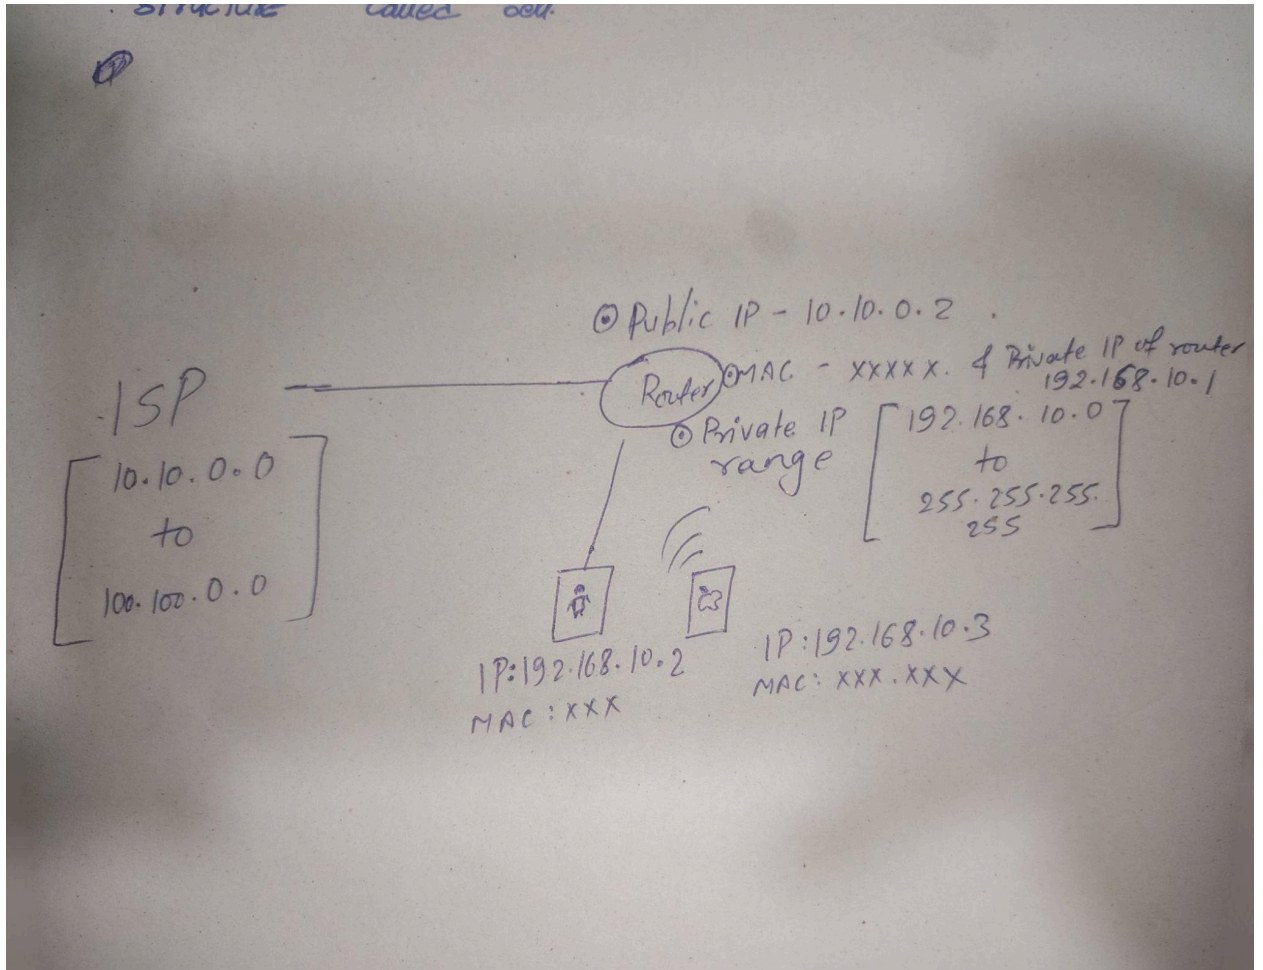 structure called
Public IP - 10.10.0.2
ISP
Router
MAC - xxxxx. & Private IP of router
192.168.10.1
Private IP
range
192.168.10.0
to
255.255.255.
255
10.10.0.0
to
100.100.0.0
IP:192.168.10.2
MAC:xxx
IP:192.168.10.3
MAC: xxx.xxx